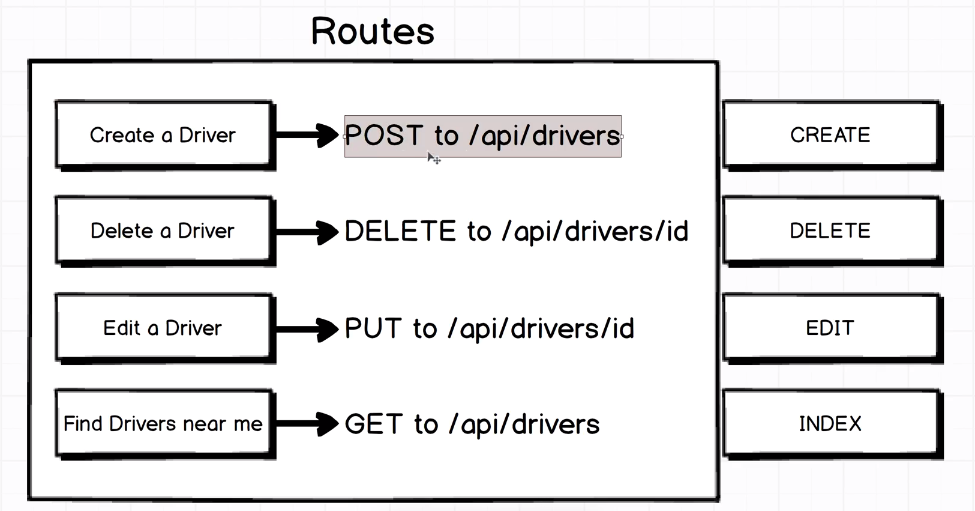 Routes
Create a Driver POST to /api/drivers CREATE
Delete a Driver DELETE to /api/drivers/id DELETE
Edit a Driver PUT to /api/drivers/id EDIT
Find Drivers near me GET to /api/drivers INDEX